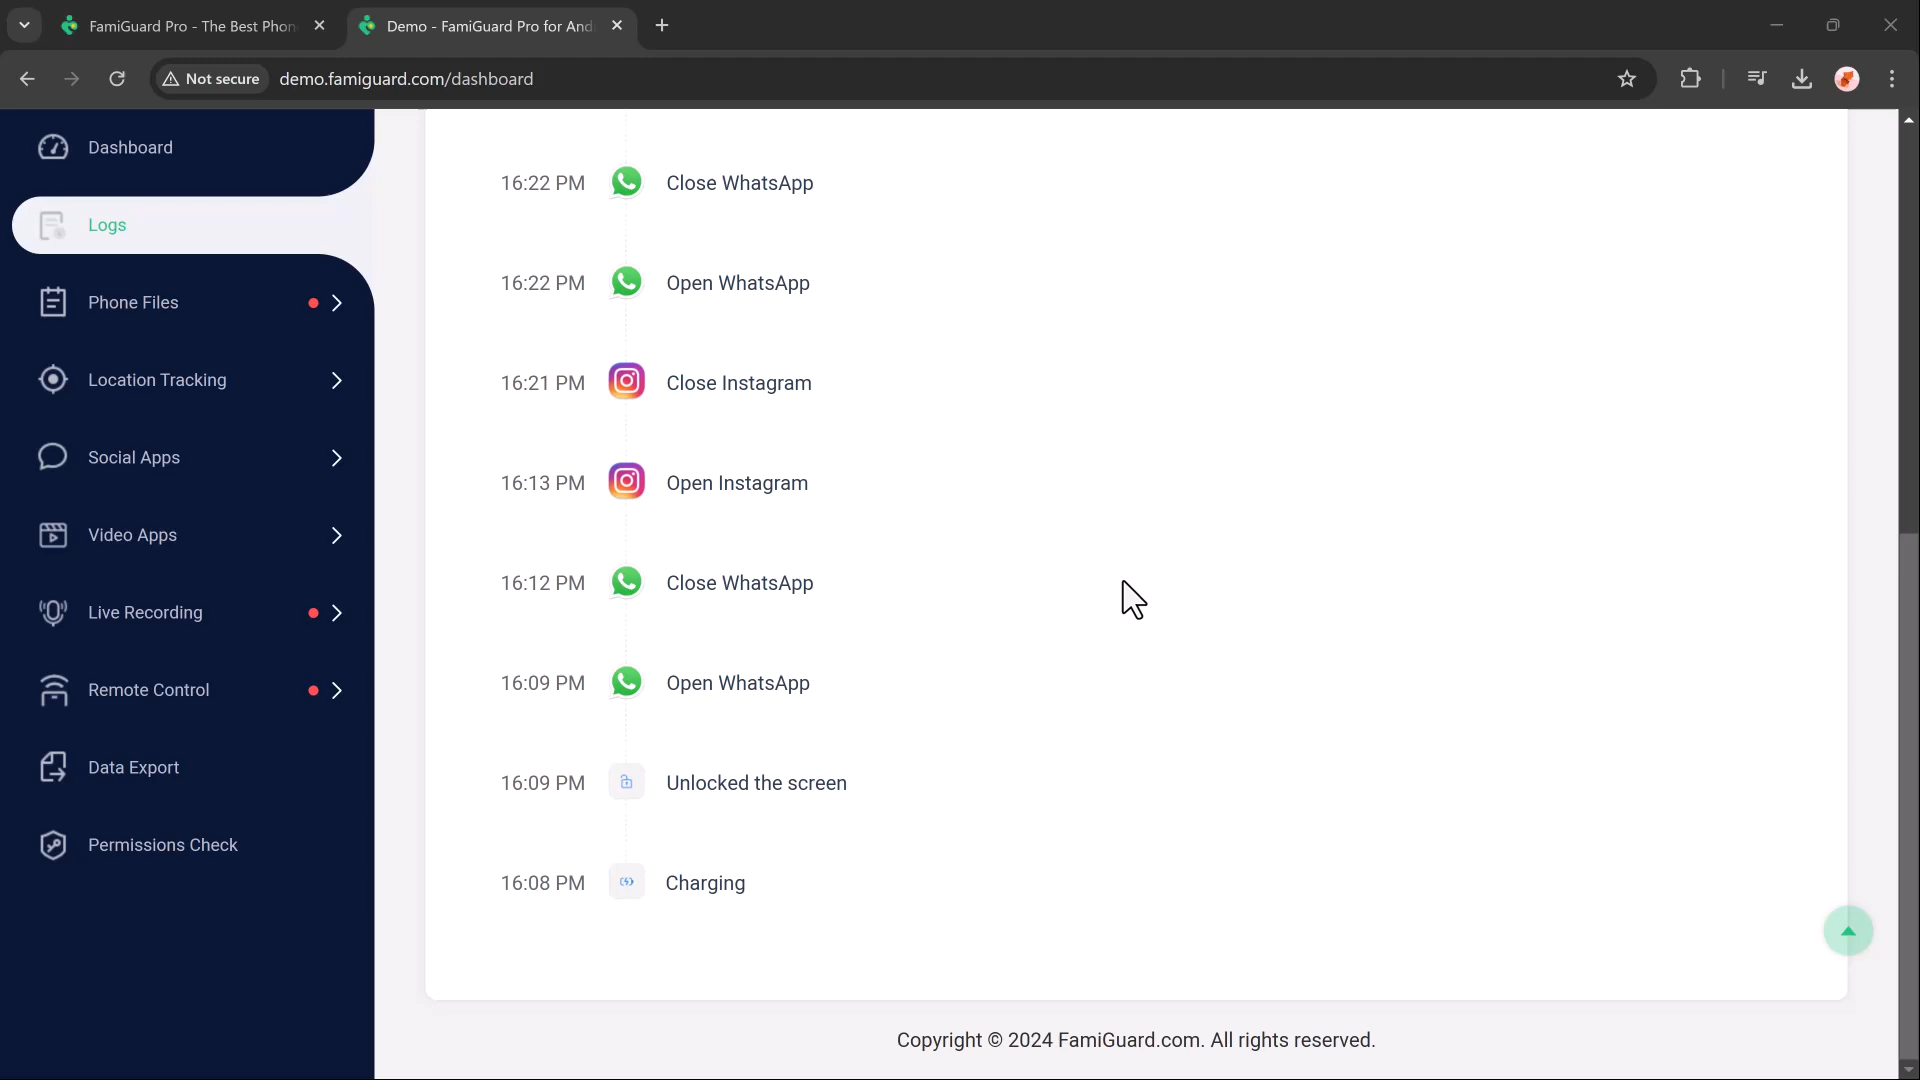 FamiGuard Pro - The Best Phon
Demo - FamiGuard Pro for And
Not secure
demo.famiguard.com/dashboard
Dashboard
Logs
Phone Files
Location Tracking
Social Apps
Video Apps
Live Recording
Remote Control
Data Export
Permissions Check
16:22 PM Close WhatsApp
16:22 PM Open WhatsApp
16:21 PM Close Instagram
16:13 PM Open Instagram
16:12 PM Close WhatsApp
16:09 PM Open WhatsApp
16:09 PM Unlocked the screen
16:08 PM Charging
Copyright © 2024 FamiGuard.com. All rights reserved.